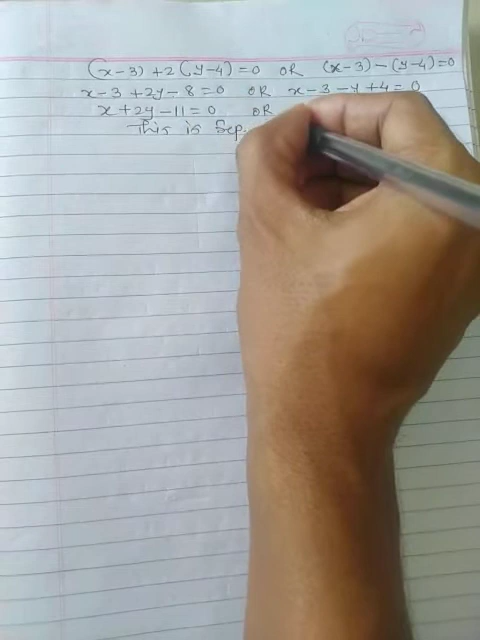 (x-3) + 2(y-4) = 0 OR (x-3) - (y-4) = 0
x-3 + 2y - 8 = 0 OR x - 3 - y + 4 = 0
x + 2y - 11 = 0 OR
This is Sep.